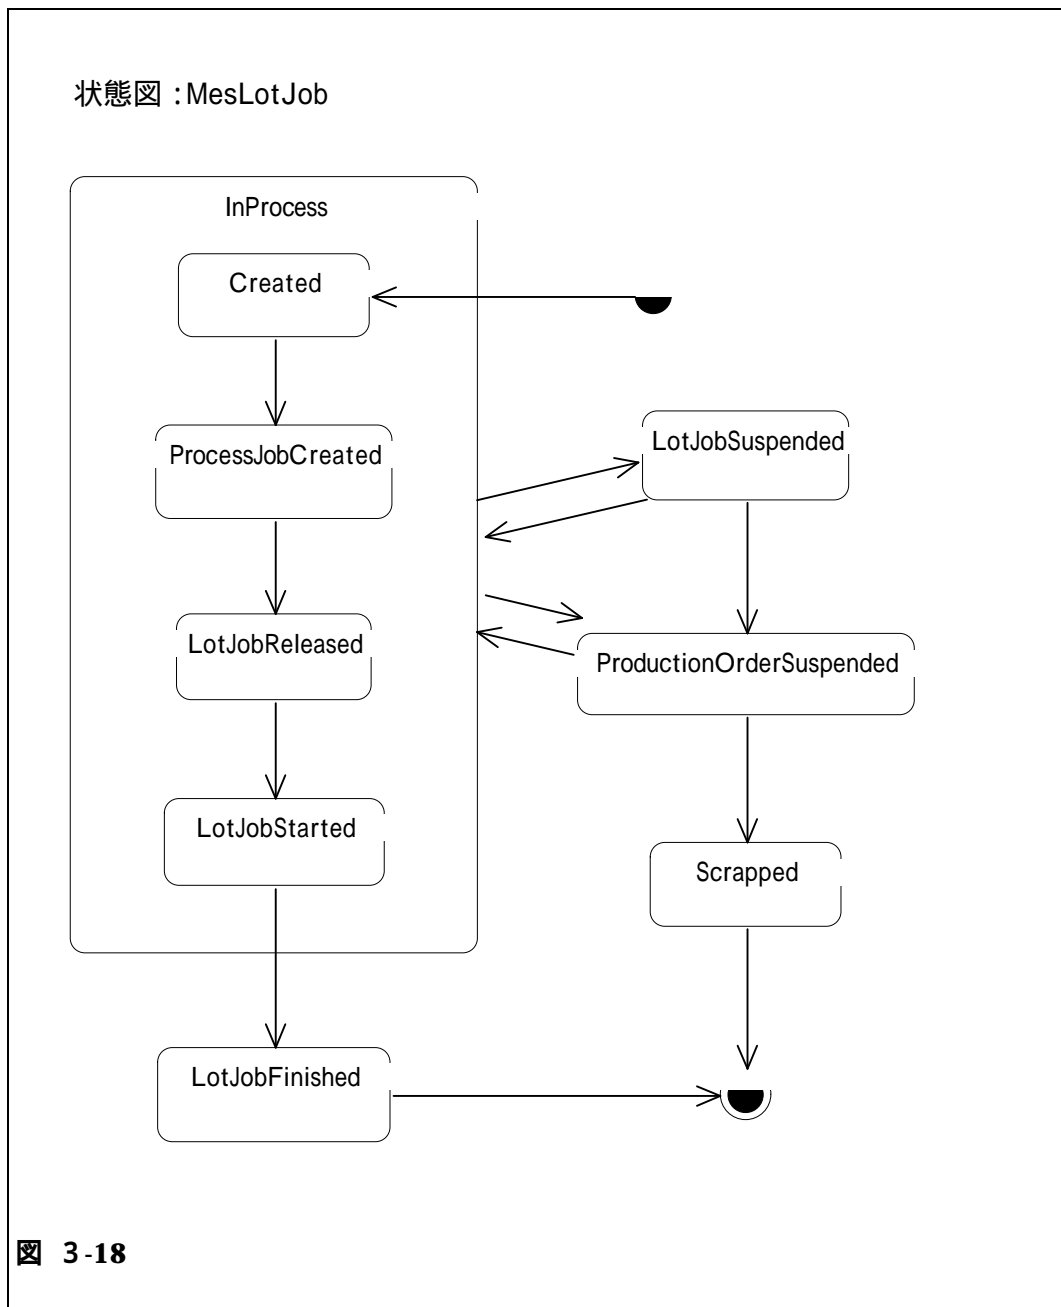 状態図 :MesLotJob
InProcess
Created
ProcessJobCreated
LotJobSuspended
LotJobReleased
ProductionOrderSuspended
LotJobStarted
Scrapped
LotJobFinished
図 3-18